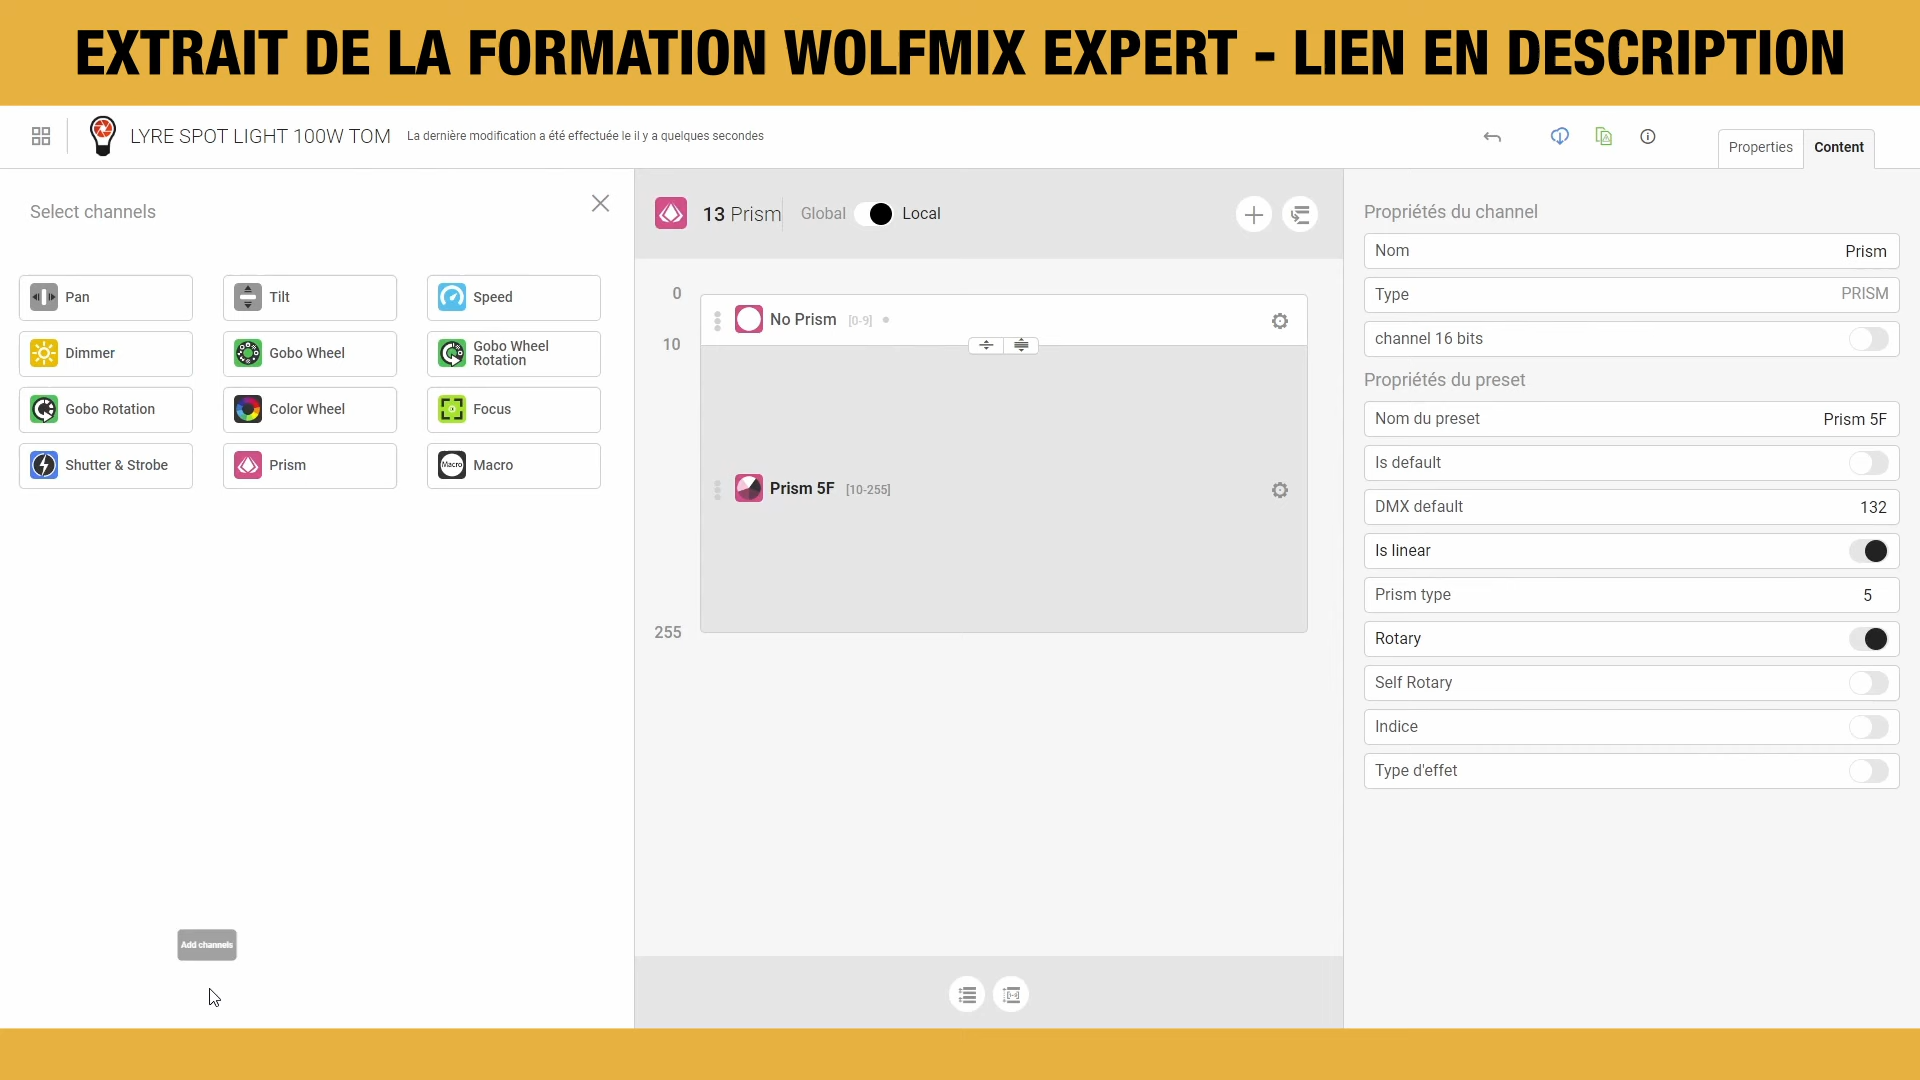 EXTRAIT DE LA FORMATION WOLFMIX EXPERT - LIEN EN DESCRIPTION
LYRE SPOT LIGHT 100W TOM
La dernière modification a été effectuée le il y a quelques secondes
Properties
Content
Select channels
Pan
Tilt
Speed
Dimmer
Gobo Wheel
Gobo Wheel
Rotation
Gobo Rotation
Color Wheel
Focus
Shutter & Strobe
Prism
Macro
Macro
Add channels
13 Prism
Global
Local
0
No Prism [0-9]
10
Prism 5F [10-255]
255
Propriétés du channel
Nom Prism
Type PRISM
channel 16 bits
Propriétés du preset
Nom du preset Prism 5F
Is default
DMX default 132
Is linear
Prism type 5
Rotary
Self Rotary
Indice
Type d'effet